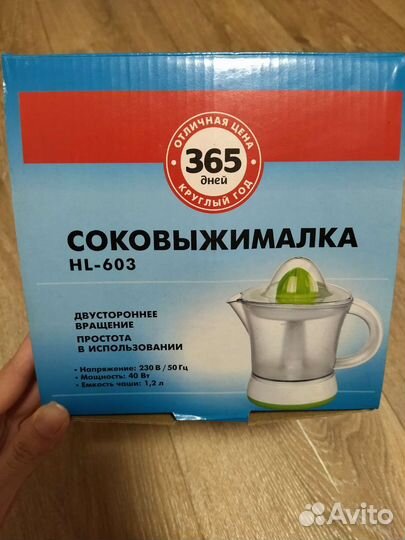 ОТЛИЧНАЯ ЦЕНА
365
дней
КРУГЛЫЙ ГОД
СОКОВЫЖИМАЛКА
HL-603
ДВУСТОРОННЕЕ
ВРАЩЕНИЕ
ПРОСТОТА
В ИСПОЛЬЗОВАНИИ
• Напряжение: 230 В / 50 Гц
• Мощность: 40 Вт
• Емкость чаши: 1,2 л
Avito